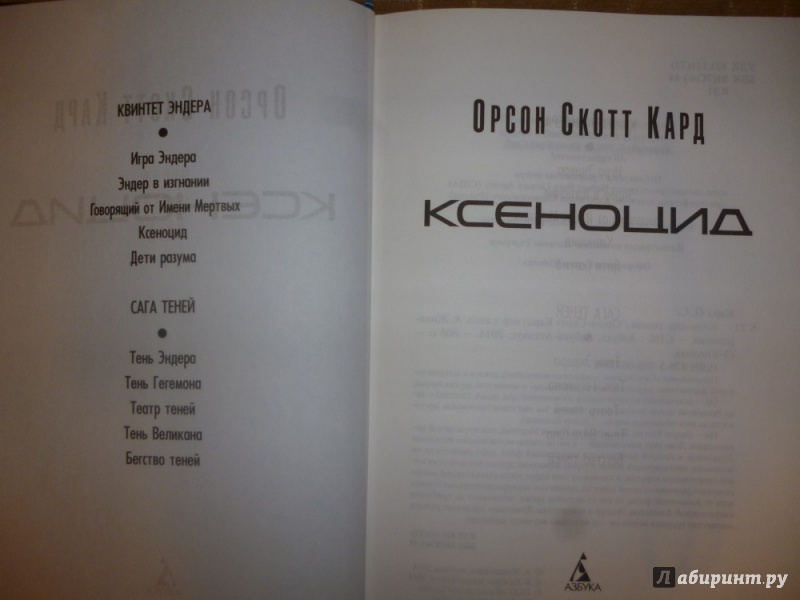 КВИНТЕТ ЭНДЕРА
Игра Эндера
Эндер в изгнании
Говорящий от Имени Мертвых
Ксеноцид
Дети разума
САГА ТЕНЕЙ
Тень Эндера
Тень Гегемона
Театр теней
Тень Великана
Бегство теней
Орсон Скотт Кард
КСЕНОЦИД
АЗБУКА
Лабиринт.ру